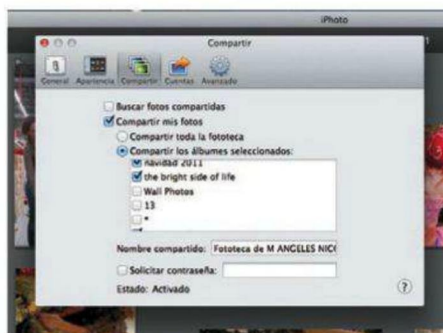 iPhoto
Compartir
General Apariencia Compartir Cuentas Avanzado
Buscar fotos compartidas
Compartir mis fotos
Compartir toda la fototeca
Compartir los álbumes seleccionados:
navidad 2011
the bright side of life
Wall Photos
13
*
Nombre compartido: Fototeca de M ANGELES NICO
Solicitar contraseña:
Estado: Activado
?